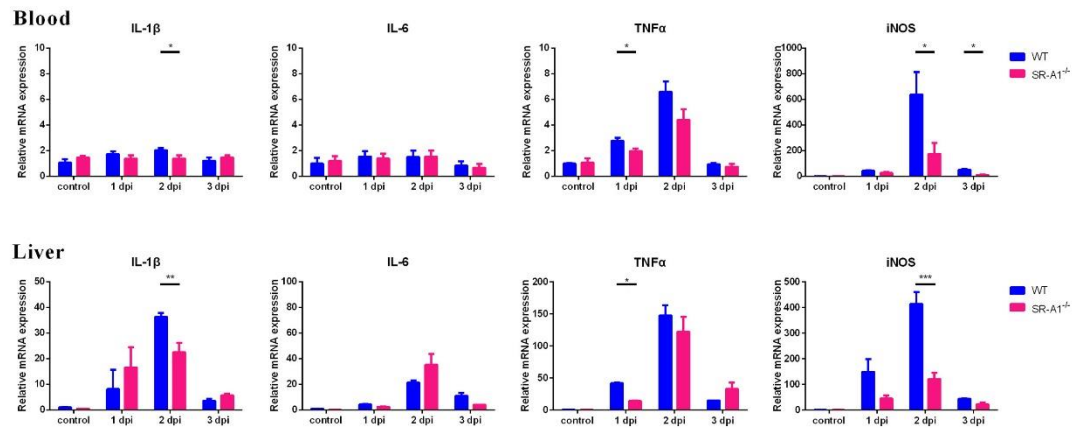 Blood
IL-1β
Relative mRNA expression
10
8
6
4
2
0
*
control 1 dpi 2 dpi 3 dpi
IL-6
Relative mRNA expression
10
8
6
4
2
0
control 1 dpi 2 dpi 3 dpi
TNFα
Relative mRNA expression
10
8
6
4
2
0
*
control 1 dpi 2 dpi 3 dpi
iNOS
Relative mRNA expression
1000
800
600
400
200
0
* *
control 1 dpi 2 dpi 3 dpi
WT
SR-A1-/-
Liver
IL-1β
Relative mRNA expression
50
40
30
20
10
0
**
control 1 dpi 2 dpi 3 dpi
IL-6
Relative mRNA expression
100
80
60
40
20
0
control 1 dpi 2 dpi 3 dpi
TNFα
Relative mRNA expression
200
150
100
50
0
*
control 1 dpi 2 dpi 3 dpi
iNOS
Relative mRNA expression
500
400
300
200
100
0
***
control 1 dpi 2 dpi 3 dpi
WT
SR-A1-/-